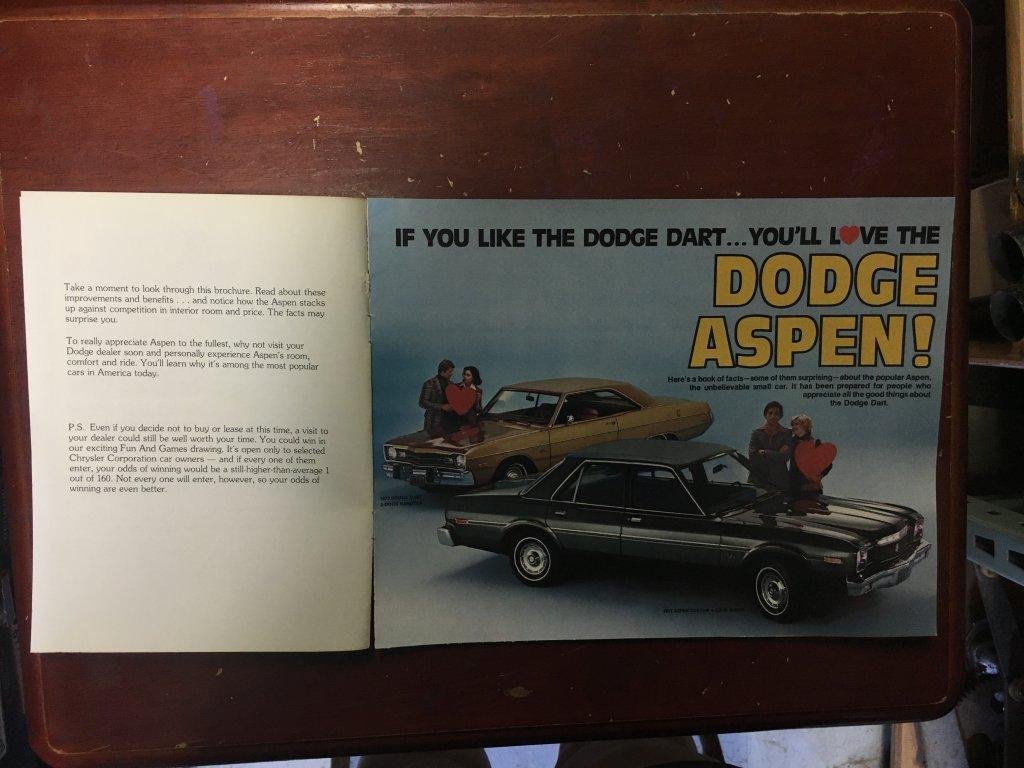 Take a moment to look through this brochure. Read about these
improvements and benefits . . . and notice how the Aspen stacks
up against competition in interior room and price. The facts may
surprise you.
To really appreciate Aspen to the fullest, why not visit your
Dodge dealer soon and personally experience Aspen's room,
comfort and ride. You'll learn why it's among the most popular
cars in America today.
P.S. Even if you decide not to buy or lease at this time, a visit to
your dealer could still be well worth your time. You could win in
our exciting Fun And Games drawing. It's open only to selected
Chrysler Corporation car owners — and if every one of them
enter, your odds of winning would be a still-higher-than-average 1
out of 160. Not every one will enter, however, so your odds of
winning are even better.
IF YOU LIKE THE DODGE DART...YOU'LL L❤VE THE
DODGE
ASPEN!
Here's a book of facts—some of them surprising—about the popular Aspen,
the unbelievable small car. It has been prepared for people who
appreciate all the good things about
the Dodge Dart.
DODGE DART
ASPEN CUSTOM